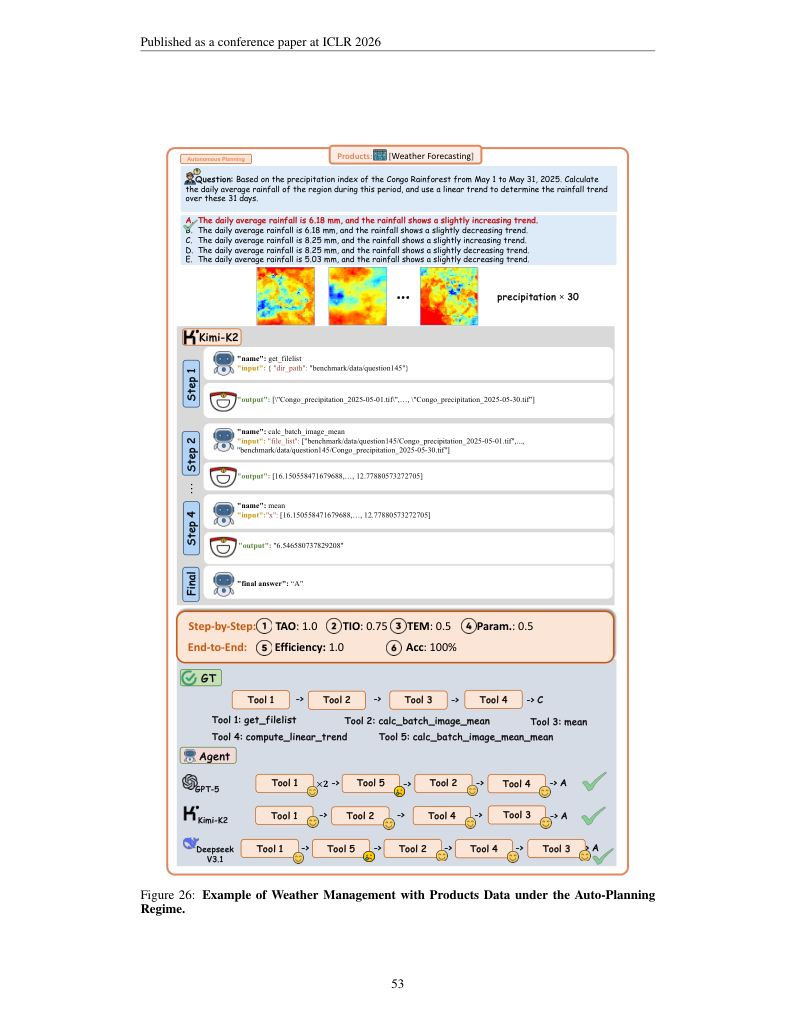 Published as a conference paper at ICLR 2026
Autonomous Planning
Products: [Weather Forecasting]
Question: Based on the precipitation index of the Congo Rainforest from May 1 to May 31, 2025. Calculate
the daily average rainfall of the region during this period, and use a linear trend to determine the rainfall trend
over these 31 days.
A. The daily average rainfall is 6.18 mm, and the rainfall shows a slightly increasing trend.
B. The daily average rainfall is 6.18 mm, and the rainfall shows a slightly decreasing trend.
C. The daily average rainfall is 8.25 mm, and the rainfall shows a slightly increasing trend.
D. The daily average rainfall is 8.25 mm, and the rainfall shows a slightly decreasing trend.
E. The daily average rainfall is 5.03 mm, and the rainfall shows a slightly decreasing trend.
... precipitation × 30
Kimi-K2
Step 1
"name": get_filelist
"input": { "dir_path": "benchmark/data/question145"}
"output": [\"Congo_precipitation_2025-05-01.tif\",…, \"Congo_precipitation_2025-05-30.tif"]
Step 2
"name": calc_batch_image_mean
"input": "file_list": ["benchmark/data/question145/Congo_precipitation_2025-05-01.tif",...,
"benchmark/data/question145/Congo_precipitation_2025-05-30.tif"]
"output": [16.150558471679688,…, 12.77880573272705]
...
Step 4
"name": mean
"input":"x": [16.150558471679688,…, 12.77880573272705]
"output": "6.546580737829208"
Final
"final answer": "A"
Step-by-Step: 1 TAO: 1.0 2 TIO: 0.75 3 TEM: 0.5 4 Param.: 0.5
End-to-End: 5 Efficiency: 1.0 6 Acc: 100%
GT
Tool 1 -> Tool 2 -> Tool 3 -> Tool 4 -> C
Tool 1: get_filelist Tool 2: calc_batch_image_mean Tool 3: mean
Tool 4: compute_linear_trend Tool 5: calc_batch_image_mean_mean
Agent
GPT-5 Tool 1 ×2 -> Tool 5 -> Tool 2 -> Tool 4 -> A
Kimi-K2 Tool 1 -> Tool 2 -> Tool 4 -> Tool 3 -> A
Deepseek V3.1 Tool 1 -> Tool 5 -> Tool 2 -> Tool 4 -> Tool 3 -> A
Figure 26: Example of Weather Management with Products Data under the Auto-Planning
Regime.
53